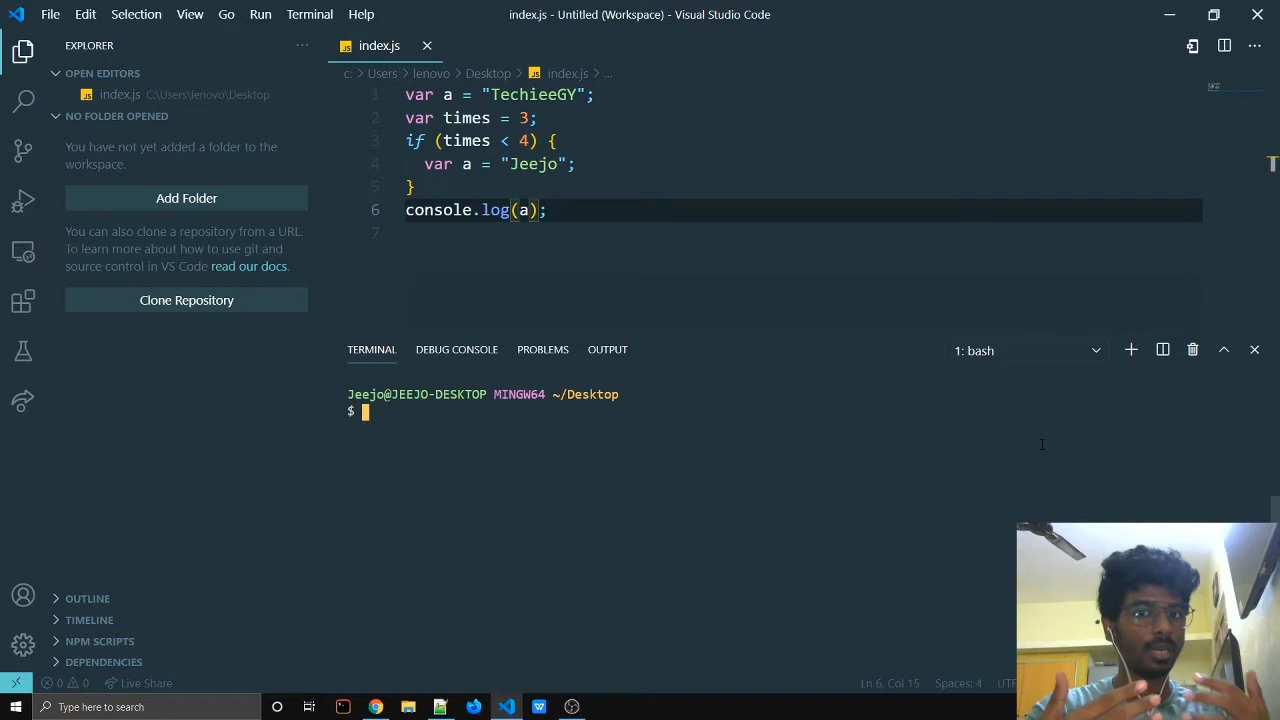 File Edit Selection View Go Run Terminal Help
index.js - Untitled (Workspace) - Visual Studio Code
EXPLORER
OPEN EDITORS
JS index.js C:\Users\lenovo\Desktop
NO FOLDER OPENED
You have not yet added a folder to the
workspace.
Add Folder
You can also clone a repository from a URL.
To learn more about how to use git and
source control in VS Code read our docs.
Clone Repository
OUTLINE
TIMELINE
NPM SCRIPTS
DEPENDENCIES
JS index.js
c: > Users > lenovo > Desktop > JS index.js > ...
1 var a = "TechieeGY";
2 var times = 3;
3 if (times < 4) {
4 var a = "Jeejo";
5 }
6 console.log(a);
7
TERMINAL DEBUG CONSOLE PROBLEMS OUTPUT
1: bash
Jeejo@JEEJO-DESKTOP MINGW64 ~/Desktop
$
0 0 Live Share
Ln 6, Col 15 Spaces: 4
Type here to search